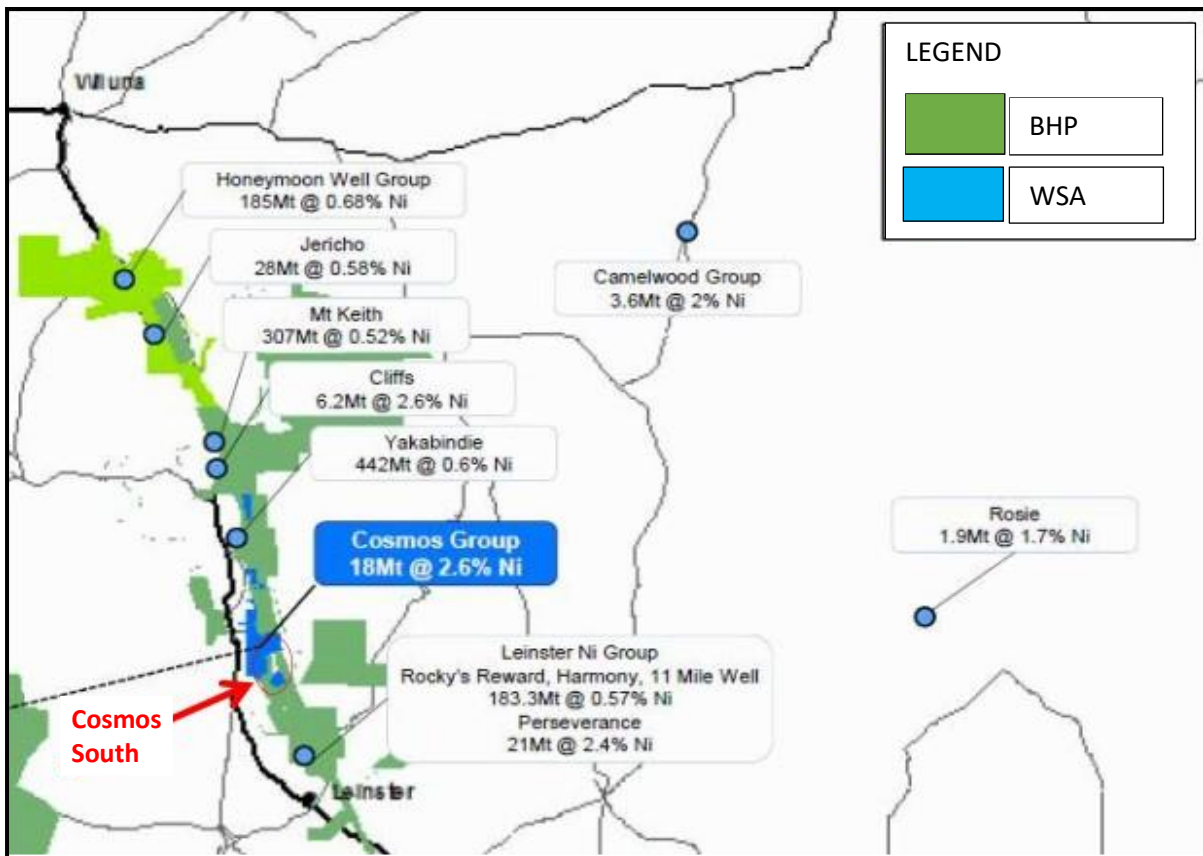 LEGEND
BHP
WSA
Wiluna
Honeymoon Well Group
185Mt @ 0.68% Ni
Jericho
28Mt @ 0.58% Ni
Mt Keith
307Mt @ 0.52% Ni
Cliffs
6.2Mt @ 2.6% Ni
Yakabindie
442Mt @ 0.6% Ni
Camelwood Group
3.6Mt @ 2% Ni
Cosmos Group
18Mt @ 2.6% Ni
Rosie
1.9Mt @ 1.7% Ni
Leinster Ni Group
Rocky's Reward, Harmony, 11 Mile Well
183.3Mt @ 0.57% Ni
Perseverance
21Mt @ 2.4% Ni
Cosmos
South
Leinster